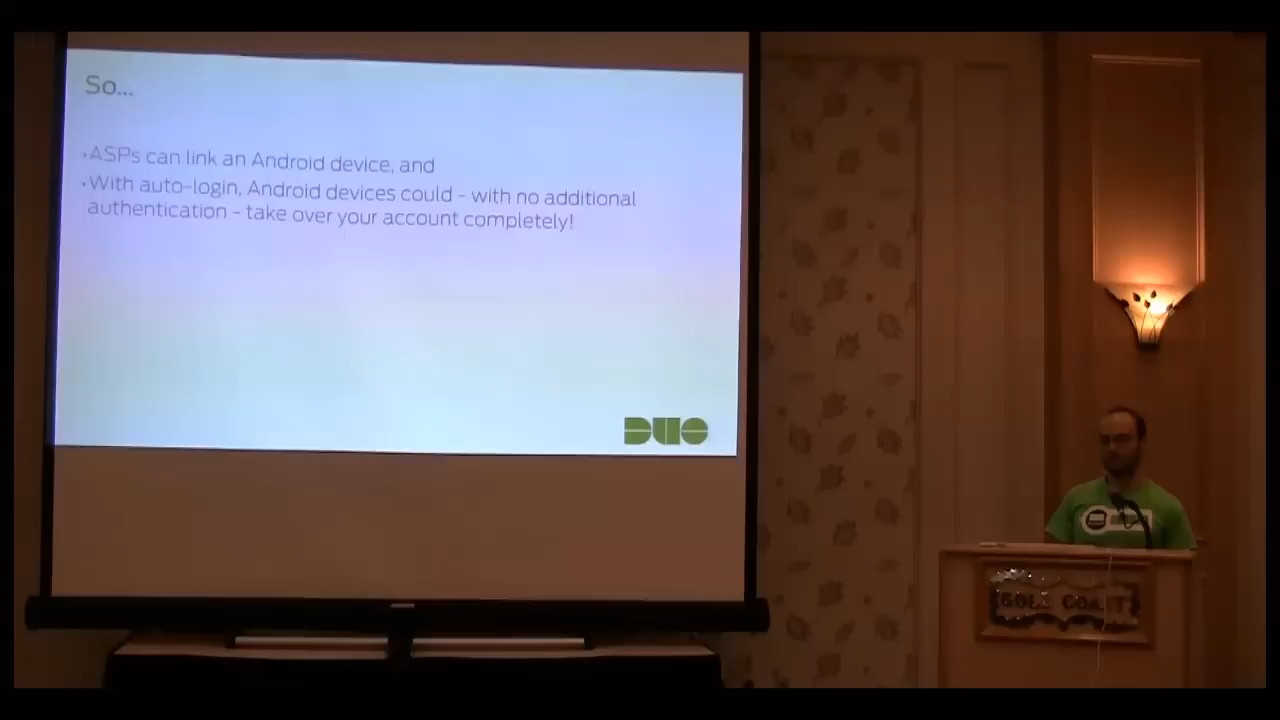 So...
•ASPs can link an Android device, and
•With auto-login, Android devices could - with no additional
authentication - take over your account completely!
DUO
GOLD COAST